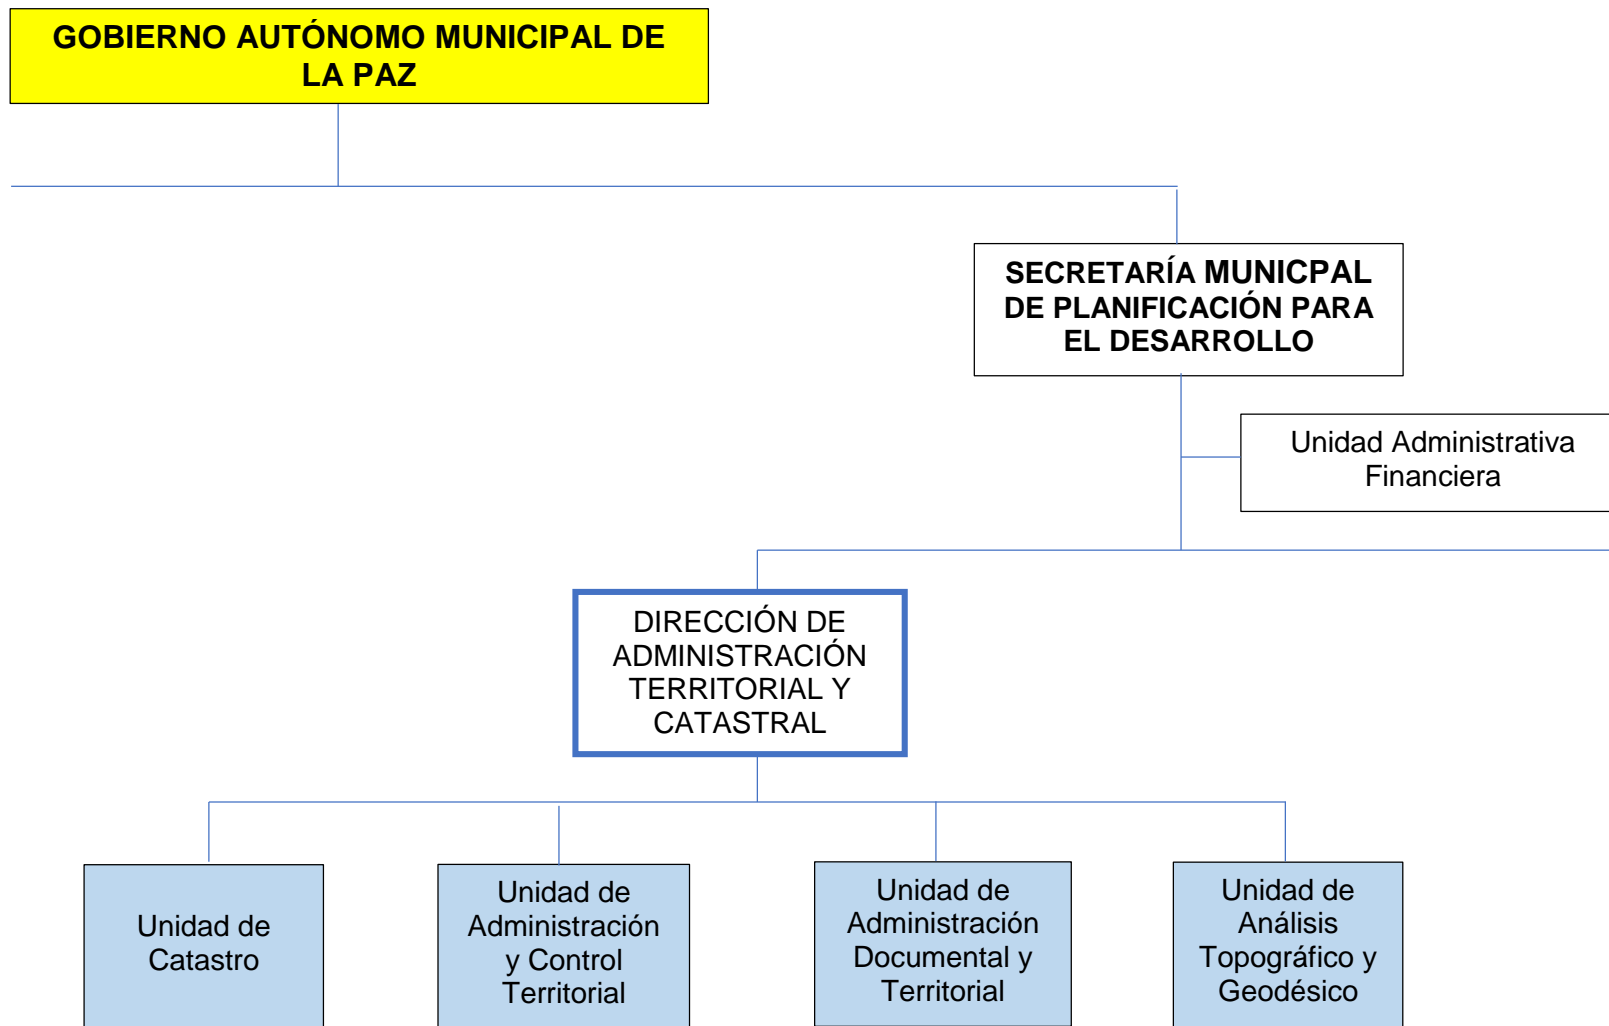 GOBIERNO AUTÓNOMO MUNICIPAL DE
LA PAZ
SECRETARÍA MUNICPAL
DE PLANIFICACIÓN PARA
EL DESARROLLO
Unidad Administrativa
Financiera
DIRECCIÓN DE
ADMINISTRACIÓN
TERRITORIAL Y
CATASTRAL
Unidad de
Catastro
Unidad de
Administración
y Control
Territorial
Unidad de
Administración
Documental y
Territorial
Unidad de
Análisis
Topográfico y
Geodésico